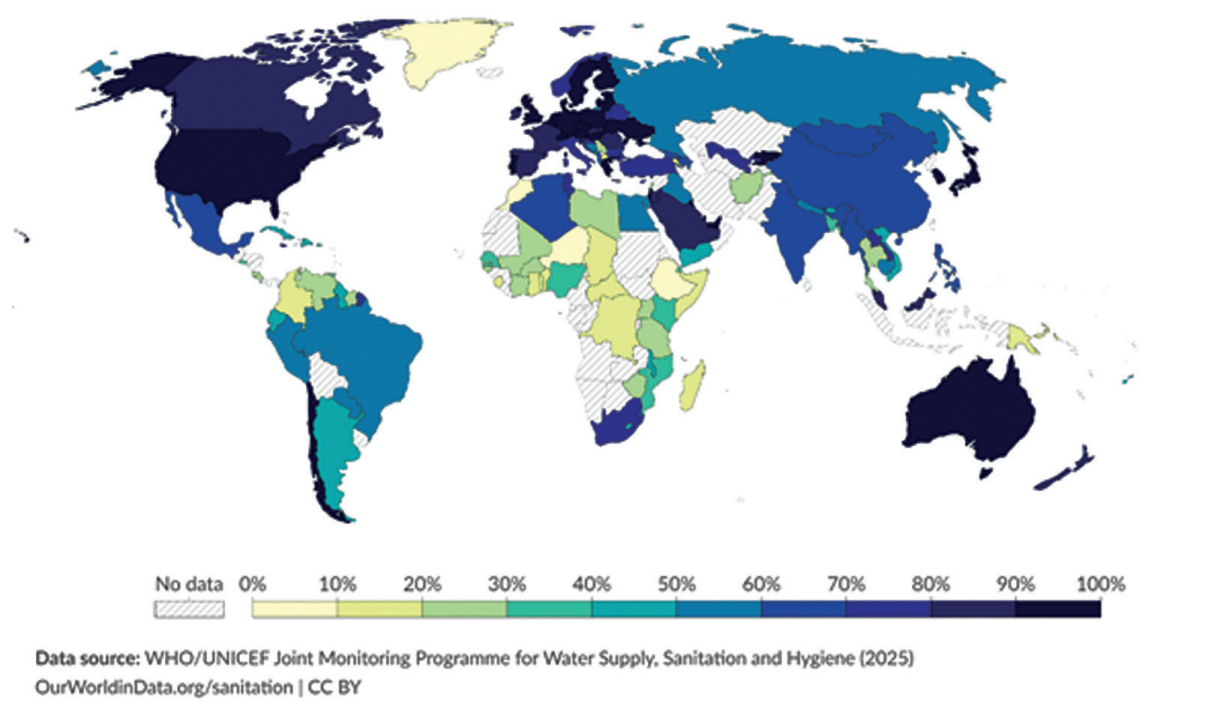 No data 0% 10% 20% 30% 40% 50% 60% 70% 80% 90% 100%
Data source: WHO/UNICEF Joint Monitoring Programme for Water Supply, Sanitation and Hygiene (2025)
OurWorldinData.org/sanitation | CC BY